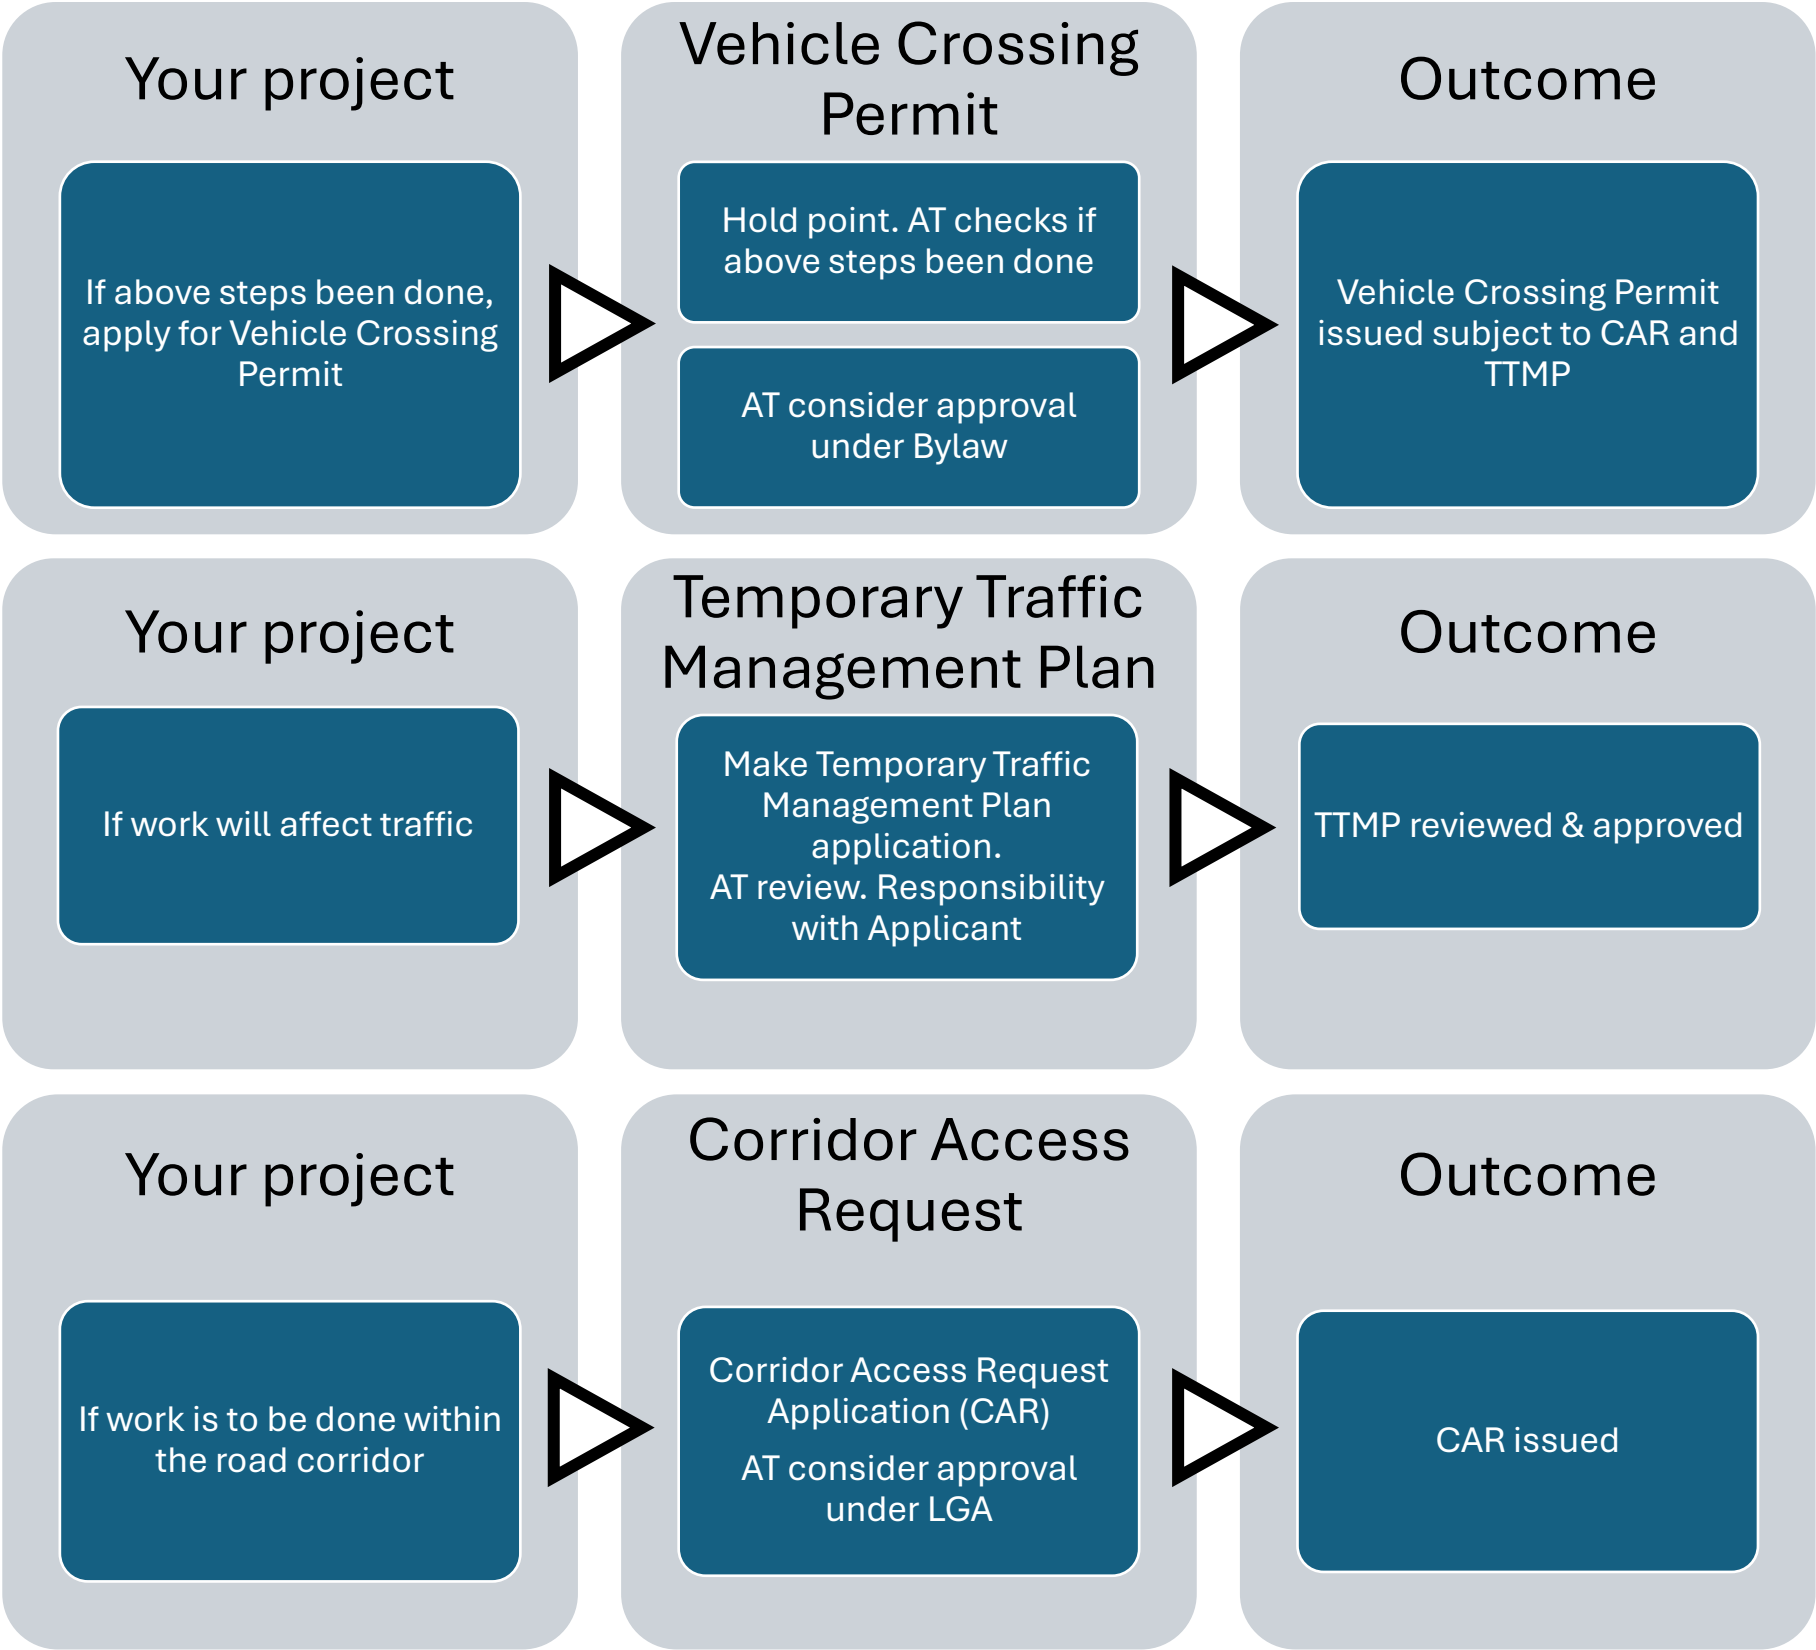 Your project
If above steps been done,
apply for Vehicle Crossing
Permit
Vehicle Crossing
Permit
Hold point. AT checks if
above steps been done
AT consider approval
under Bylaw
Outcome
Vehicle Crossing Permit
issued subject to CAR and
TTMP
Your project
If work will affect traffic
Temporary Traffic
Management Plan
Make Temporary Traffic
Management Plan
application.
AT review. Responsibility
with Applicant
Outcome
TTMP reviewed & approved
Your project
If work is to be done within
the road corridor
Corridor Access
Request
Corridor Access Request
Application (CAR)
AT consider approval
under LGA
Outcome
CAR issued